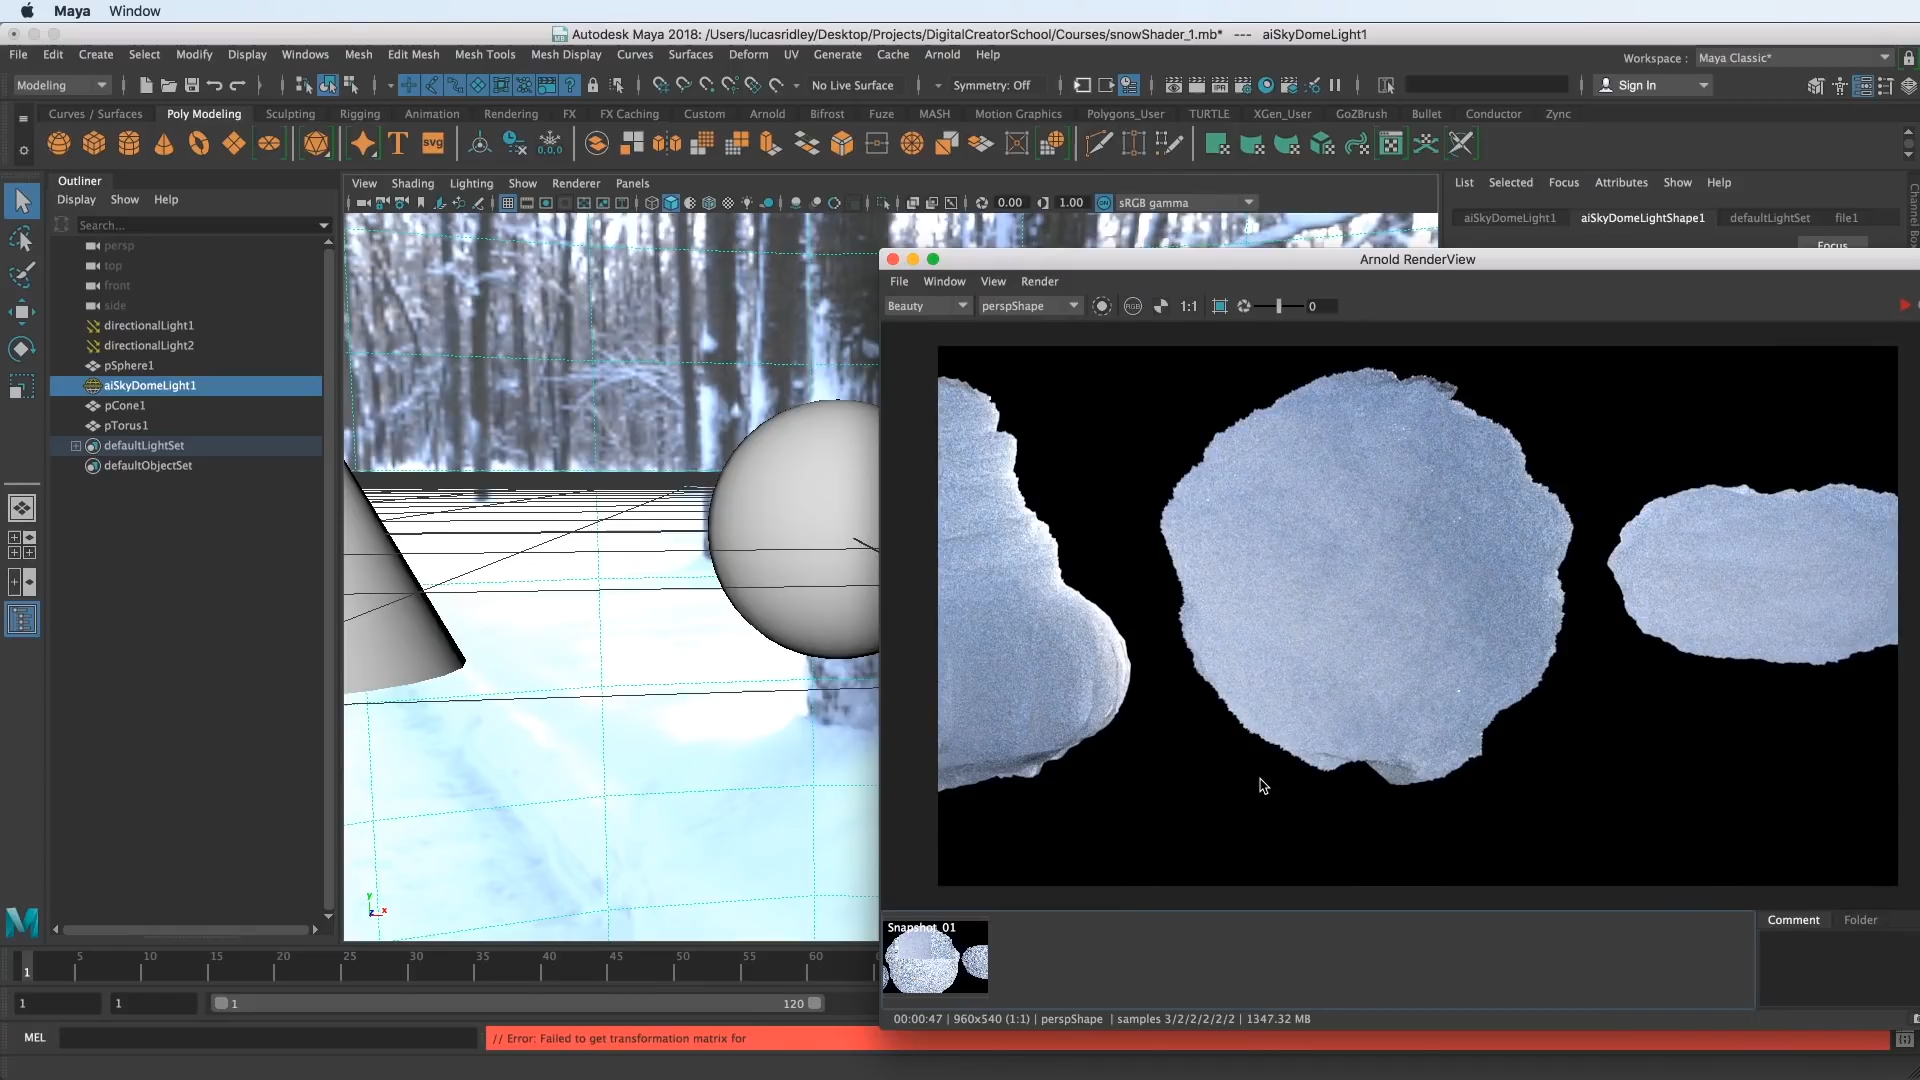 Maya Window
Autodesk Maya 2018: /Users/lucasridley/Desktop/Projects/DigitalCreatorSchool/Courses/snowShader_1.mb* --- aiSkyDomeLight1
File Edit Create Select Modify Display Windows Mesh Edit Mesh Mesh Tools Mesh Display Curves Surfaces Deform UV Generate Cache Arnold Help
Workspace : Maya Classic*
Modeling No Live Surface Symmetry: Off Sign In
Curves / Surfaces Poly Modeling Sculpting Rigging Animation Rendering FX FX Caching Custom Arnold Bifrost Fuze MASH Motion Graphics Polygons_User TURTLE XGen_User GoZBrush Bullet Conductor Zync
T SVG 0,0,0
Outliner
Display Show Help
Search...
persp
top
front
side
directionalLight1
directionalLight2
pSphere1
aiSkyDomeLight1
pCone1
pTorus1
defaultLightSet
defaultObjectSet
View Shading Lighting Show Renderer Panels
0.00 1.00 sRGB gamma
List Selected Focus Attributes Show Help
aiSkyDomeLight1 aiSkyDomeLightShape1 defaultLightSet file1
Focus
Channel Box
Arnold RenderView
File Window View Render
Beauty perspShape RGB 1:1 0
y
z x
Snapshot_01
Comment Folder
00:00:47 | 960x540 (1:1) | perspShape | samples 3/2/2/2/2/2 | 1347.32 MB
1 5 10 15 20 25 30 35 40 45 50 55 60
1 1 1 120
MEL // Error: Failed to get transformation matrix for